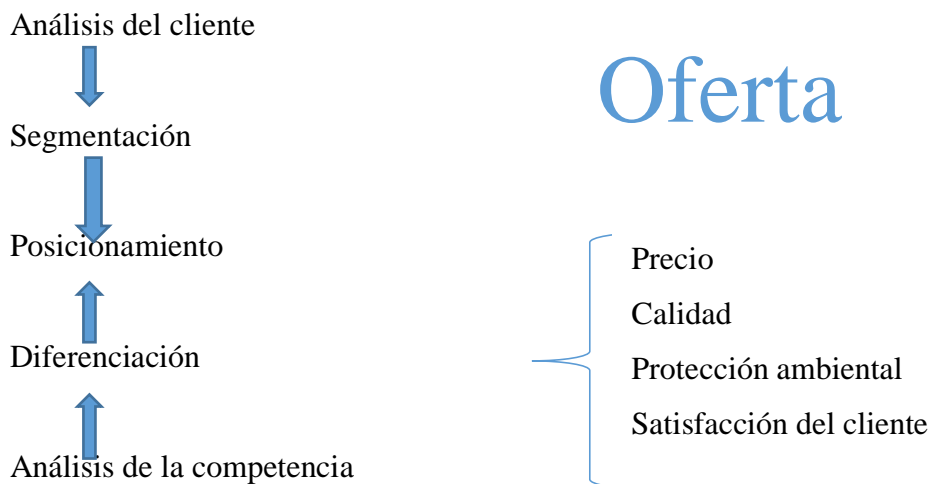 Análisis del cliente
Segmentación
Posicionamiento
Diferenciación
Análisis de la competencia
Oferta
Precio
Calidad
Protección ambiental
Satisfacción del cliente